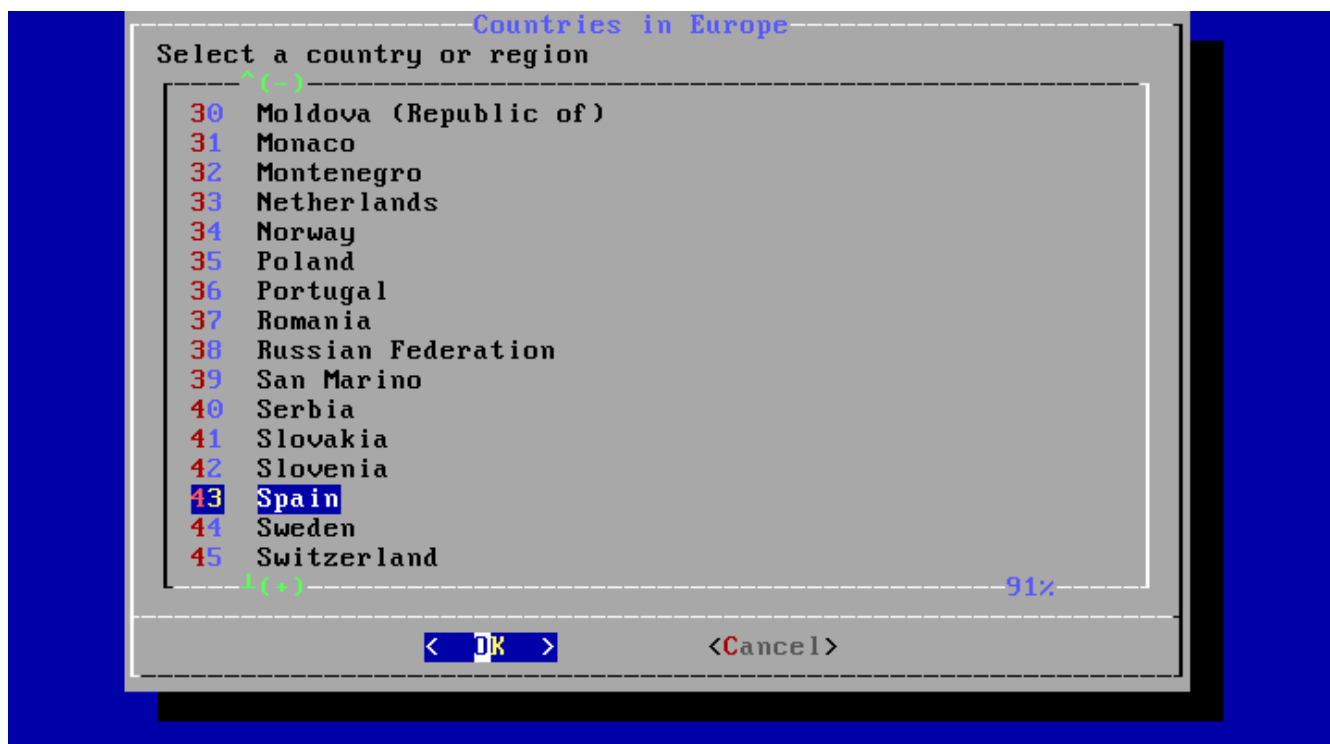 Countries in Europe
Select a country or region
^(-)
30 Moldova (Republic of)
31 Monaco
32 Montenegro
33 Netherlands
34 Norway
35 Poland
36 Portugal
37 Romania
38 Russian Federation
39 San Marino
40 Serbia
41 Slovakia
42 Slovenia
43 Spain
44 Sweden
45 Switzerland
┴(+) 91%
< OK > <Cancel>